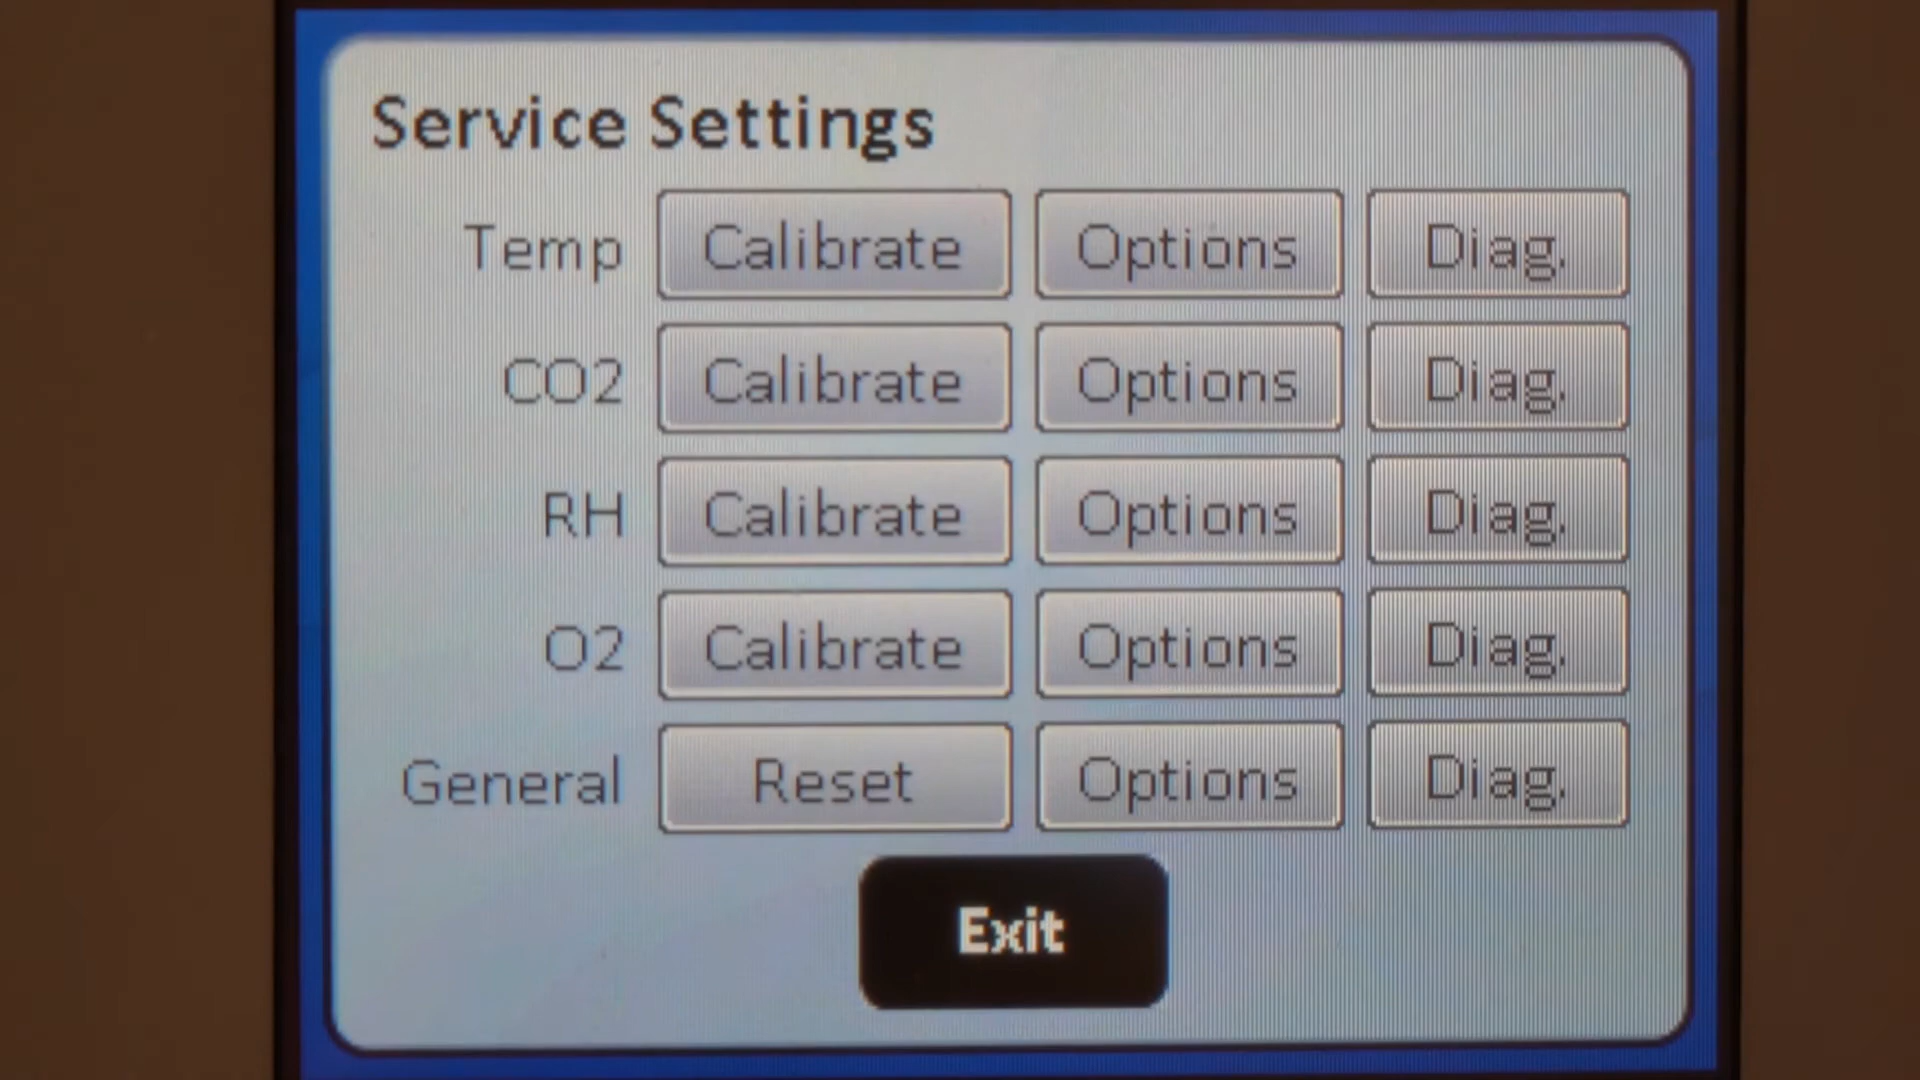 Service Settings
Temp Calibrate Options Diag.
CO2 Calibrate Options Diag.
RH Calibrate Options Diag.
O2 Calibrate Options Diag.
General Reset Options Diag.
Exit